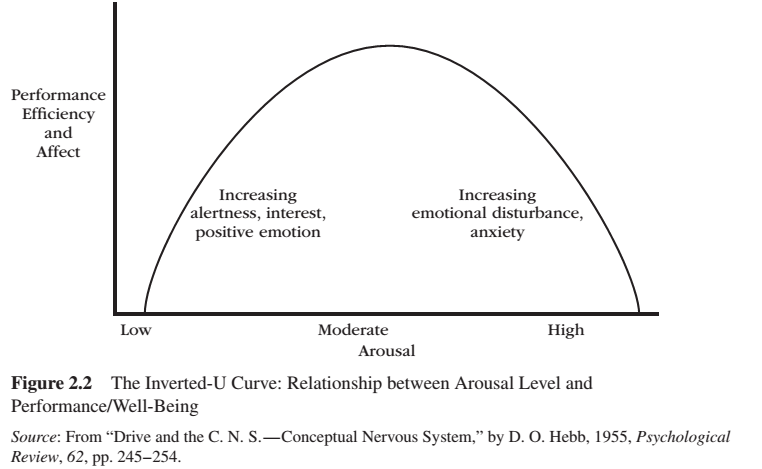 Performance
Efficiency
and
Affect
Increasing
alertness, interest,
positive emotion
Increasing
emotional disturbance,
anxiety
Low
Moderate
High
Arousal
Figure 2.2 The Inverted-U Curve: Relationship between Arousal Level and
Performance/Well-Being
Source: From “Drive and the C. N. S.—Conceptual Nervous System,” by D. O. Hebb, 1955, Psychological
Review, 62, pp. 245–254.